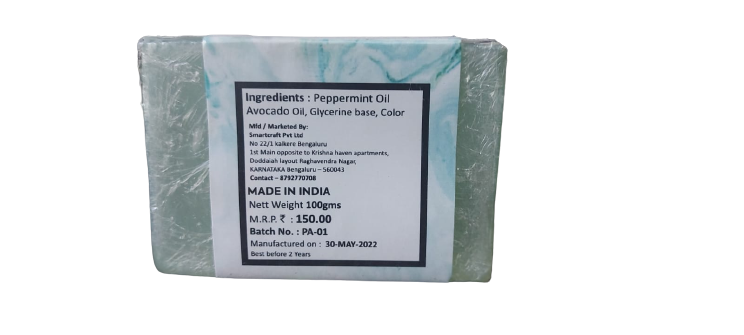 Ingredients : Peppermint Oil
Avocado Oil, Glycerine base, Color
Mfd / Marketed By:
Smartcraft Pvt Ltd
No 22/1 kalkere Bengaluru
1st Main opposite to Krishna haven apartments,
Doddaiah layout Raghavendra Nagar,
KARNATAKA Bengaluru – 560043
Contact – 8792770708
MADE IN INDIA
Nett Weight 100gms
M.R.P. ₹ : 150.00
Batch No. : PA-01
Manufactured on : 30-MAY-2022
Best before 2 Years